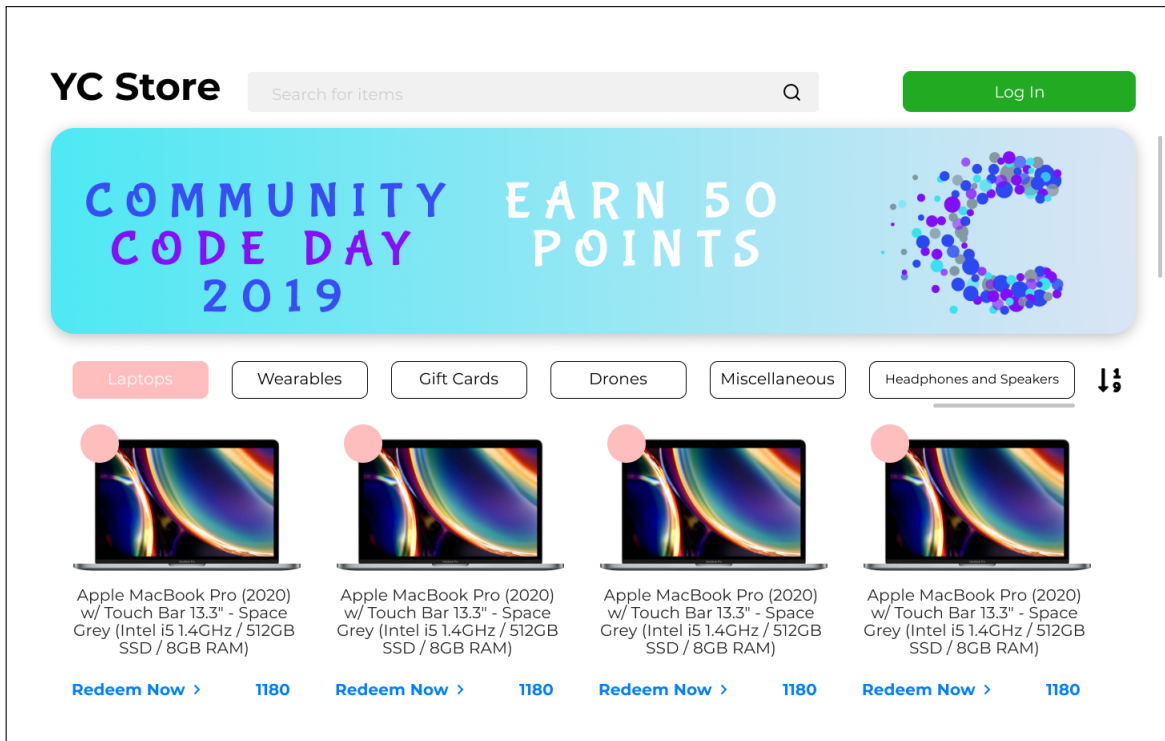 YC Store
Search for items
Log In
COMMUNITY
CODE DAY
2019
EARN 50
POINTS
Laptops
Wearables
Gift Cards
Drones
Miscellaneous
Headphones and Speakers
1
9
Apple MacBook Pro (2020)
w/ Touch Bar 13.3" - Space
Grey (Intel i5 1.4GHz / 512GB
SSD / 8GB RAM)
Redeem Now >
1180
Apple MacBook Pro (2020)
w/ Touch Bar 13.3" - Space
Grey (Intel i5 1.4GHz / 512GB
SSD / 8GB RAM)
Redeem Now >
1180
Apple MacBook Pro (2020)
w/ Touch Bar 13.3" - Space
Grey (Intel i5 1.4GHz / 512GB
SSD / 8GB RAM)
Redeem Now >
1180
Apple MacBook Pro (2020)
w/ Touch Bar 13.3" - Space
Grey (Intel i5 1.4GHz / 512GB
SSD / 8GB RAM)
Redeem Now >
1180